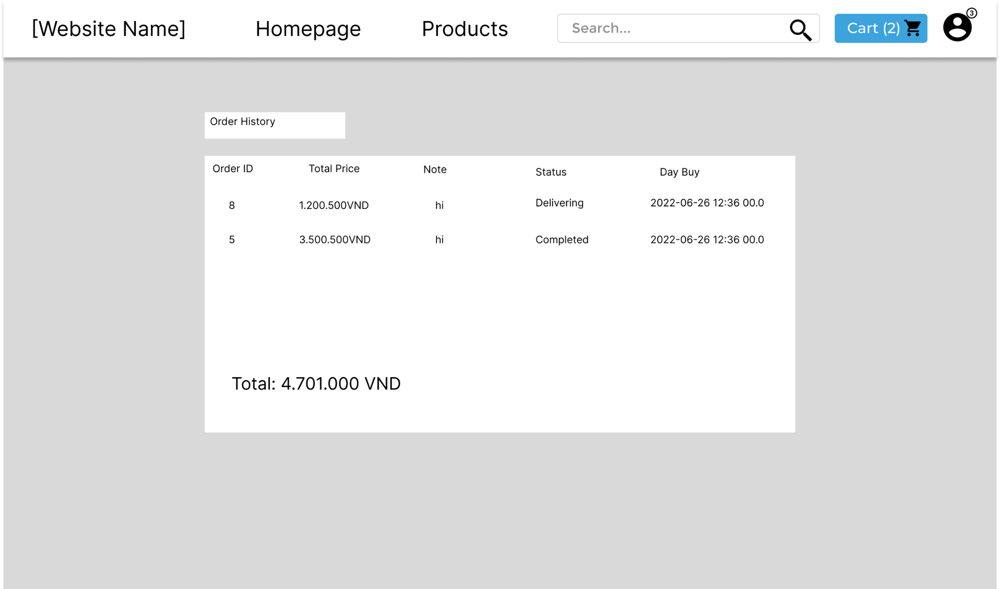 [Website Name] Homepage Products Search... Cart (2) 3
Order History
Order ID Total Price Note Status Day Buy
8 1.200.500VND hi Delivering 2022-06-26 12:36 00.0
5 3.500.500VND hi Completed 2022-06-26 12:36 00.0
Total: 4.701.000 VND